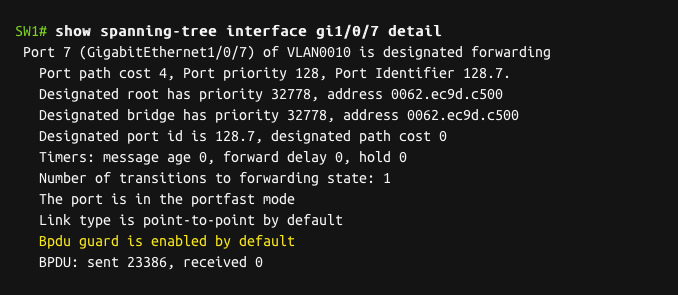 SW1# show spanning-tree interface gi1/0/7 detail
Port 7 (GigabitEthernet1/0/7) of VLAN0010 is designated forwarding
Port path cost 4, Port priority 128, Port Identifier 128.7.
Designated root has priority 32778, address 0062.ec9d.c500
Designated bridge has priority 32778, address 0062.ec9d.c500
Designated port id is 128.7, designated path cost 0
Timers: message age 0, forward delay 0, hold 0
Number of transitions to forwarding state: 1
The port is in the portfast mode
Link type is point-to-point by default
Bpdu guard is enabled by default
BPDU: sent 23386, received 0